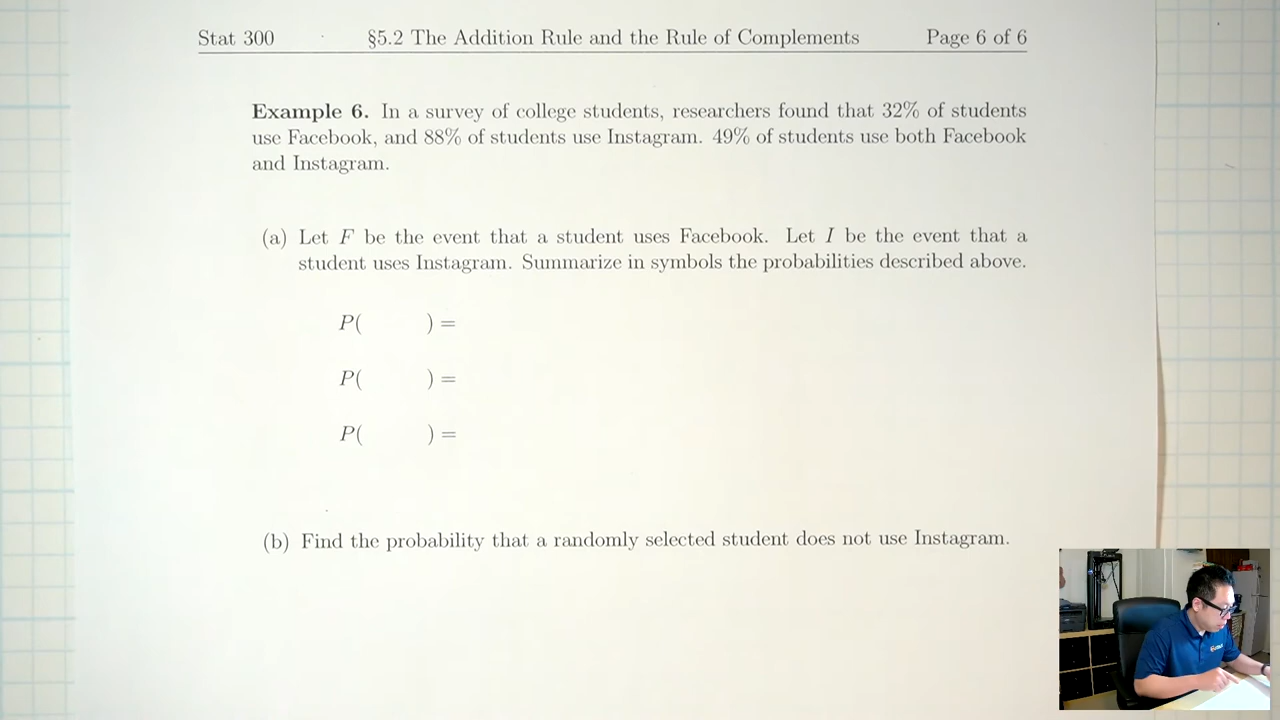 Stat 300 §5.2 The Addition Rule and the Rule of Complements Page 6 of 6
Example 6. In a survey of college students, researchers found that 32% of students
use Facebook, and 88% of students use Instagram. 49% of students use both Facebook
and Instagram.
(a) Let F be the event that a student uses Facebook. Let I be the event that a
student uses Instagram. Summarize in symbols the probabilities described above.
P( ) =
P( ) =
P( ) =
(b) Find the probability that a randomly selected student does not use Instagram.